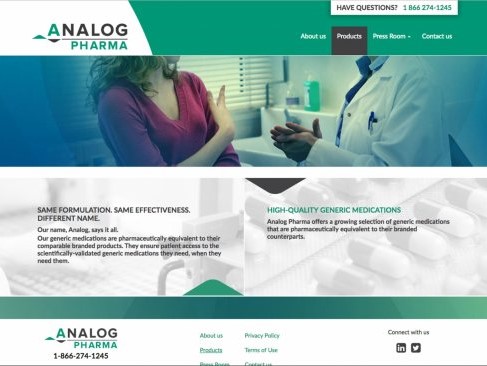 HAVE QUESTIONS? 1 866 274-1245
ANALOG
PHARMA
About us Products Press Room Contact us
SAME FORMULATION. SAME EFFECTIVENESS.
DIFFERENT NAME.
Our name, Analog, says it all.
Our generic medications are pharmaceutically equivalent to their
comparable branded products. They ensure patient access to the
scientifically-validated generic medications they need, when they
need them.
HIGH-QUALITY GENERIC MEDICATIONS
Analog Pharma offers a growing selection of generic medications
that are pharmaceutically equivalent to their branded
counterparts.
ANALOG
PHARMA
1-866-274-1245
About us
Products
Press Room
Privacy Policy
Terms of Use
Contact us
Connect with us